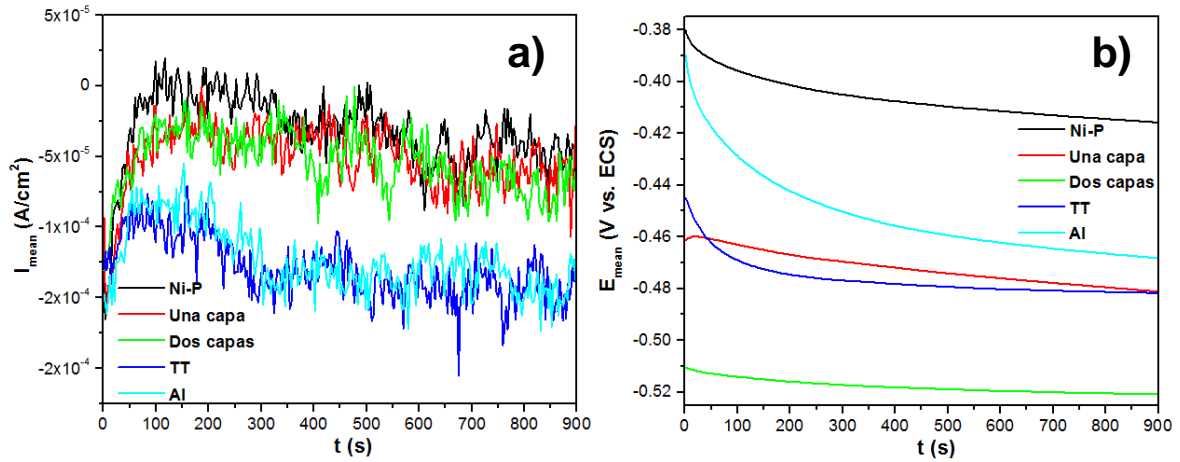 a)
5x10⁻⁵
0
-5x10⁻⁵
-1x10⁻⁴
-2x10⁻⁴
-2x10⁻⁴
I_mean (A/cm²)
Ni-P
Una capa
Dos capas
TT
Al
0 100 200 300 400 500 600 700 800 900
t (s)
b)
-0.38
-0.40
-0.42
-0.44
-0.46
-0.48
-0.50
-0.52
E_mean (V vs. ECS)
Ni-P
Una capa
Dos capas
TT
Al
0 100 200 300 400 500 600 700 800 900
t (s)